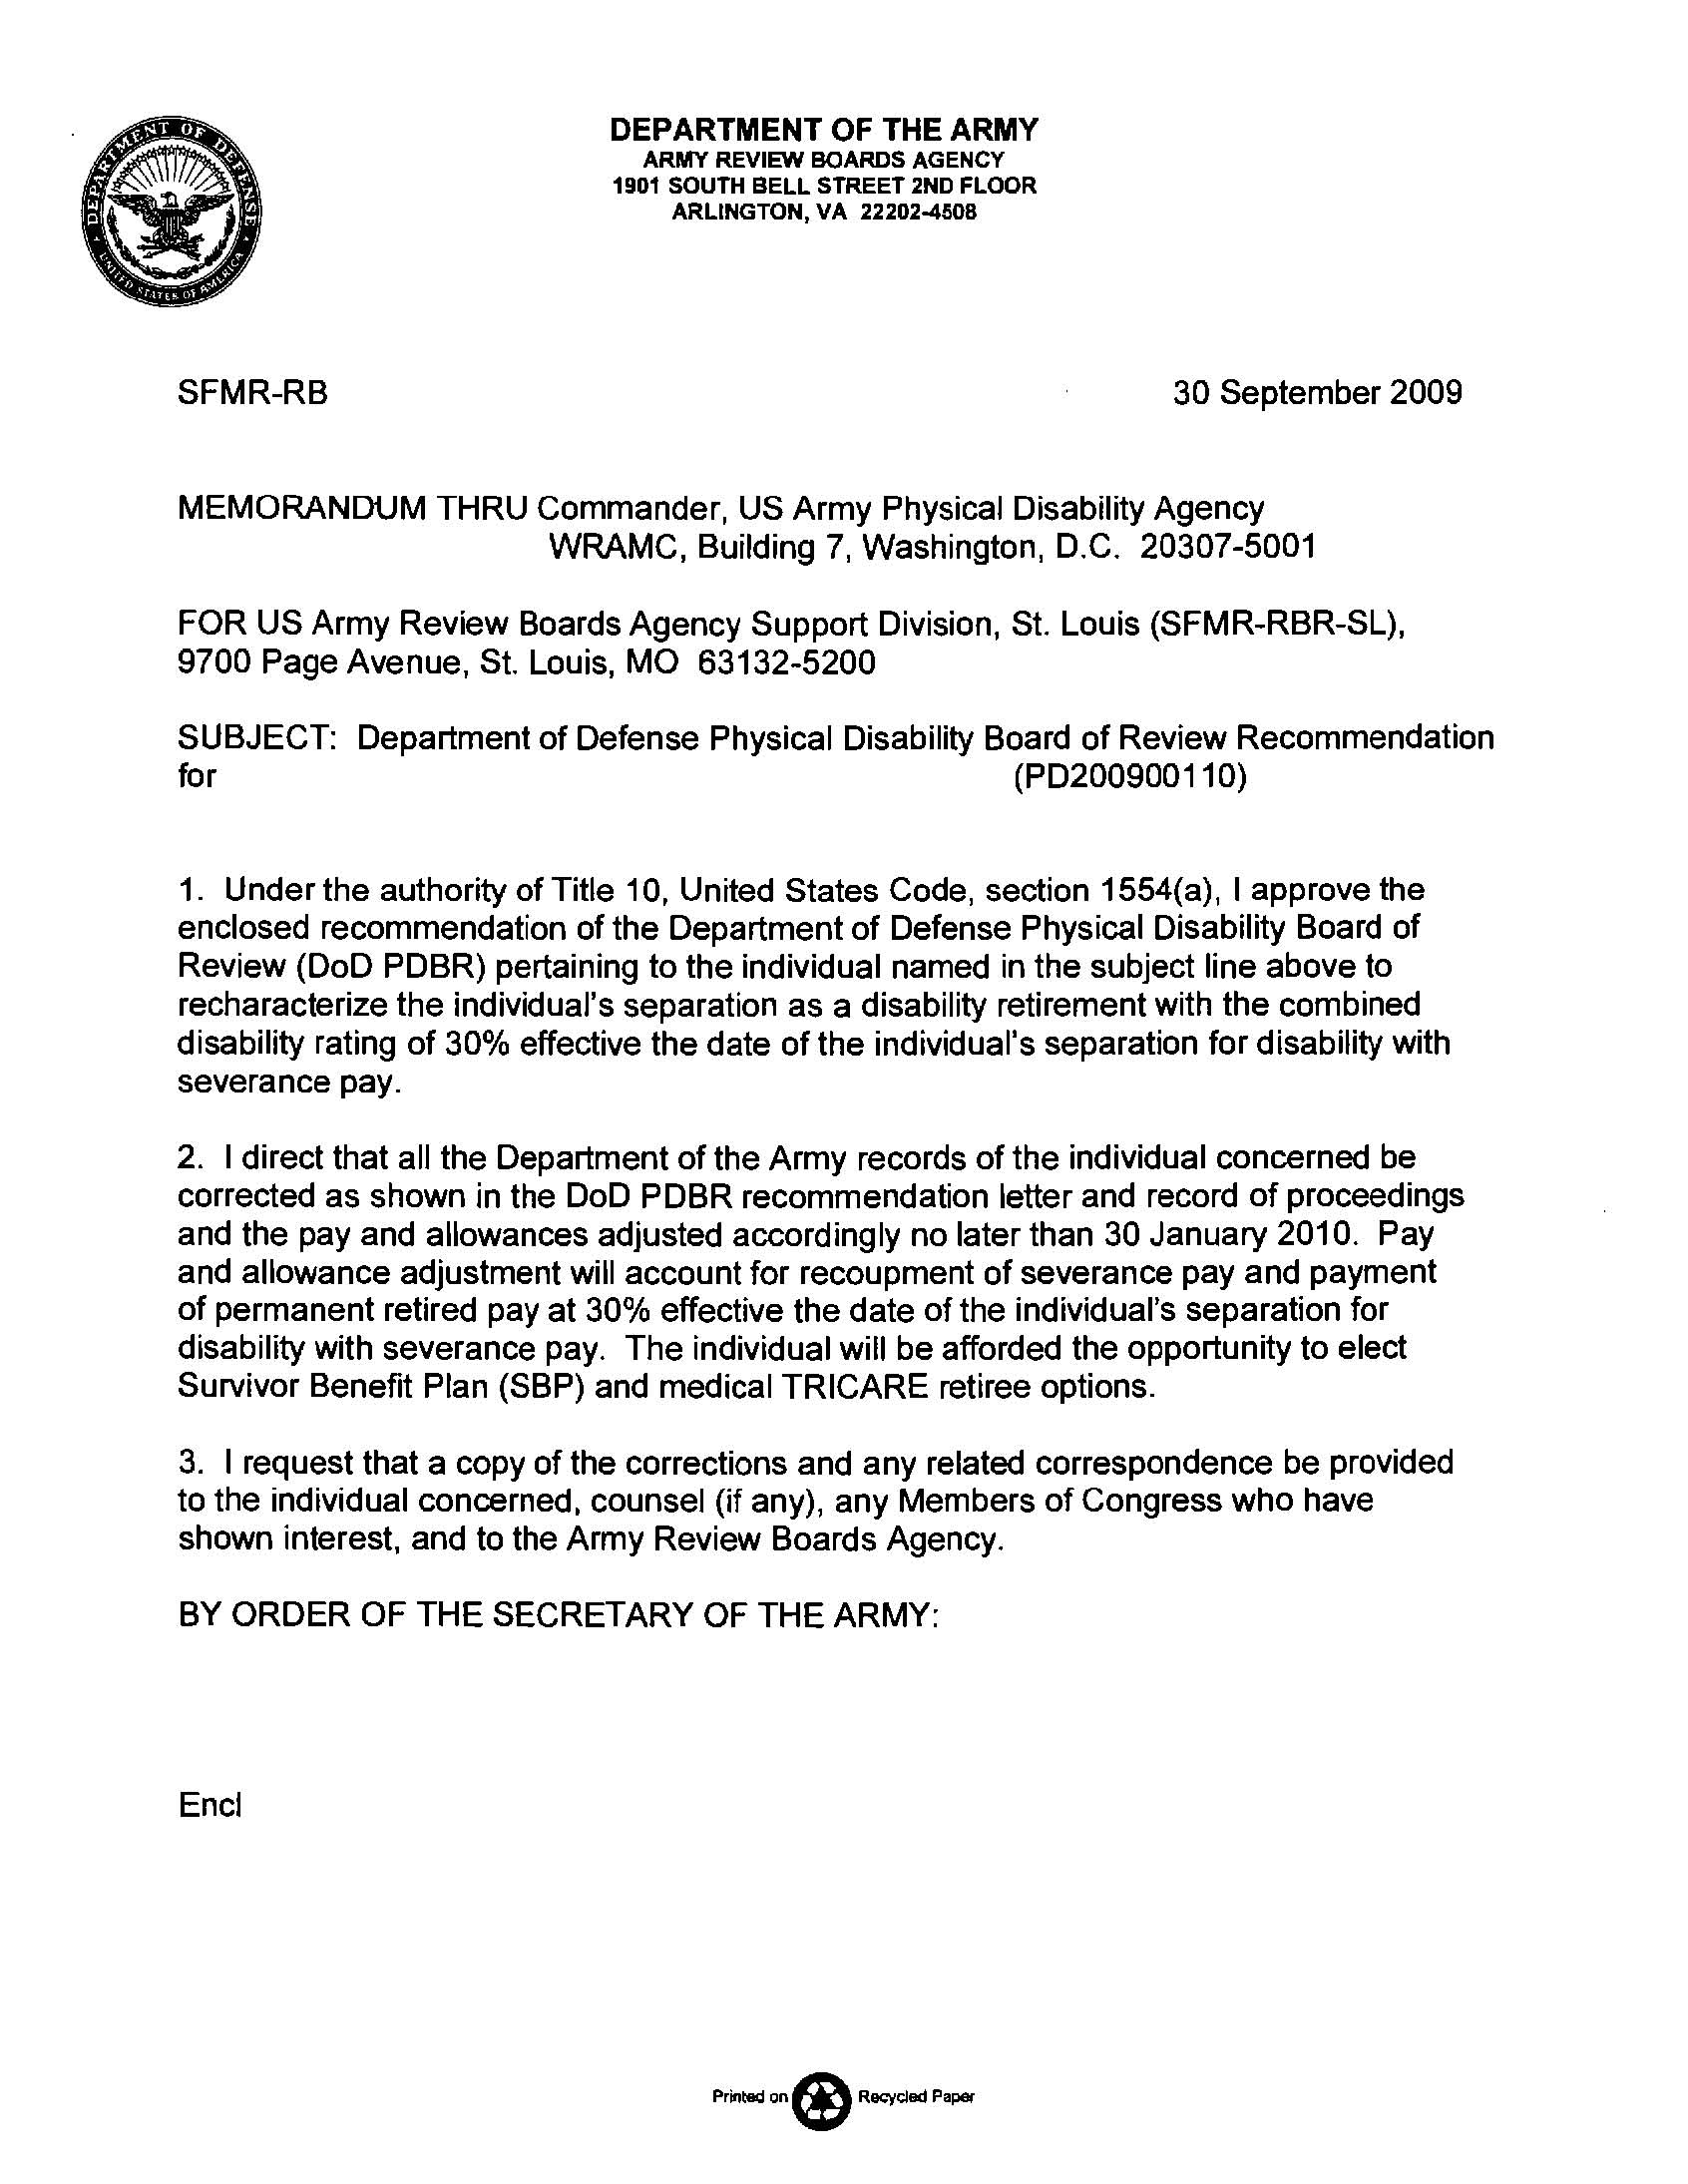 DEPARTMENT OF DEFENSE
UNITED STATES OF AMERICA
DEPARTMENT OF THE ARMY
ARMY REVIEW BOARDS AGENCY
1901 SOUTH BELL STREET 2ND FLOOR
ARLINGTON, VA 22202-4508
SFMR-RB 30 September 2009
MEMORANDUM THRU Commander, US Army Physical Disability Agency
WRAMC, Building 7, Washington, D.C. 20307-5001
FOR US Army Review Boards Agency Support Division, St. Louis (SFMR-RBR-SL),
9700 Page Avenue, St. Louis, MO 63132-5200
SUBJECT: Department of Defense Physical Disability Board of Review Recommendation
for (PD200900110)
1. Under the authority of Title 10, United States Code, section 1554(a), I approve the
enclosed recommendation of the Department of Defense Physical Disability Board of
Review (DoD PDBR) pertaining to the individual named in the subject line above to
recharacterize the individual's separation as a disability retirement with the combined
disability rating of 30% effective the date of the individual's separation for disability with
severance pay.
2. I direct that all the Department of the Army records of the individual concerned be
corrected as shown in the DoD PDBR recommendation letter and record of proceedings
and the pay and allowances adjusted accordingly no later than 30 January 2010. Pay
and allowance adjustment will account for recoupment of severance pay and payment
of permanent retired pay at 30% effective the date of the individual's separation for
disability with severance pay. The individual will be afforded the opportunity to elect
Survivor Benefit Plan (SBP) and medical TRICARE retiree options.
3. I request that a copy of the corrections and any related correspondence be provided
to the individual concerned, counsel (if any), any Members of Congress who have
shown interest, and to the Army Review Boards Agency.
BY ORDER OF THE SECRETARY OF THE ARMY:
Encl
Printed on Recycled Paper